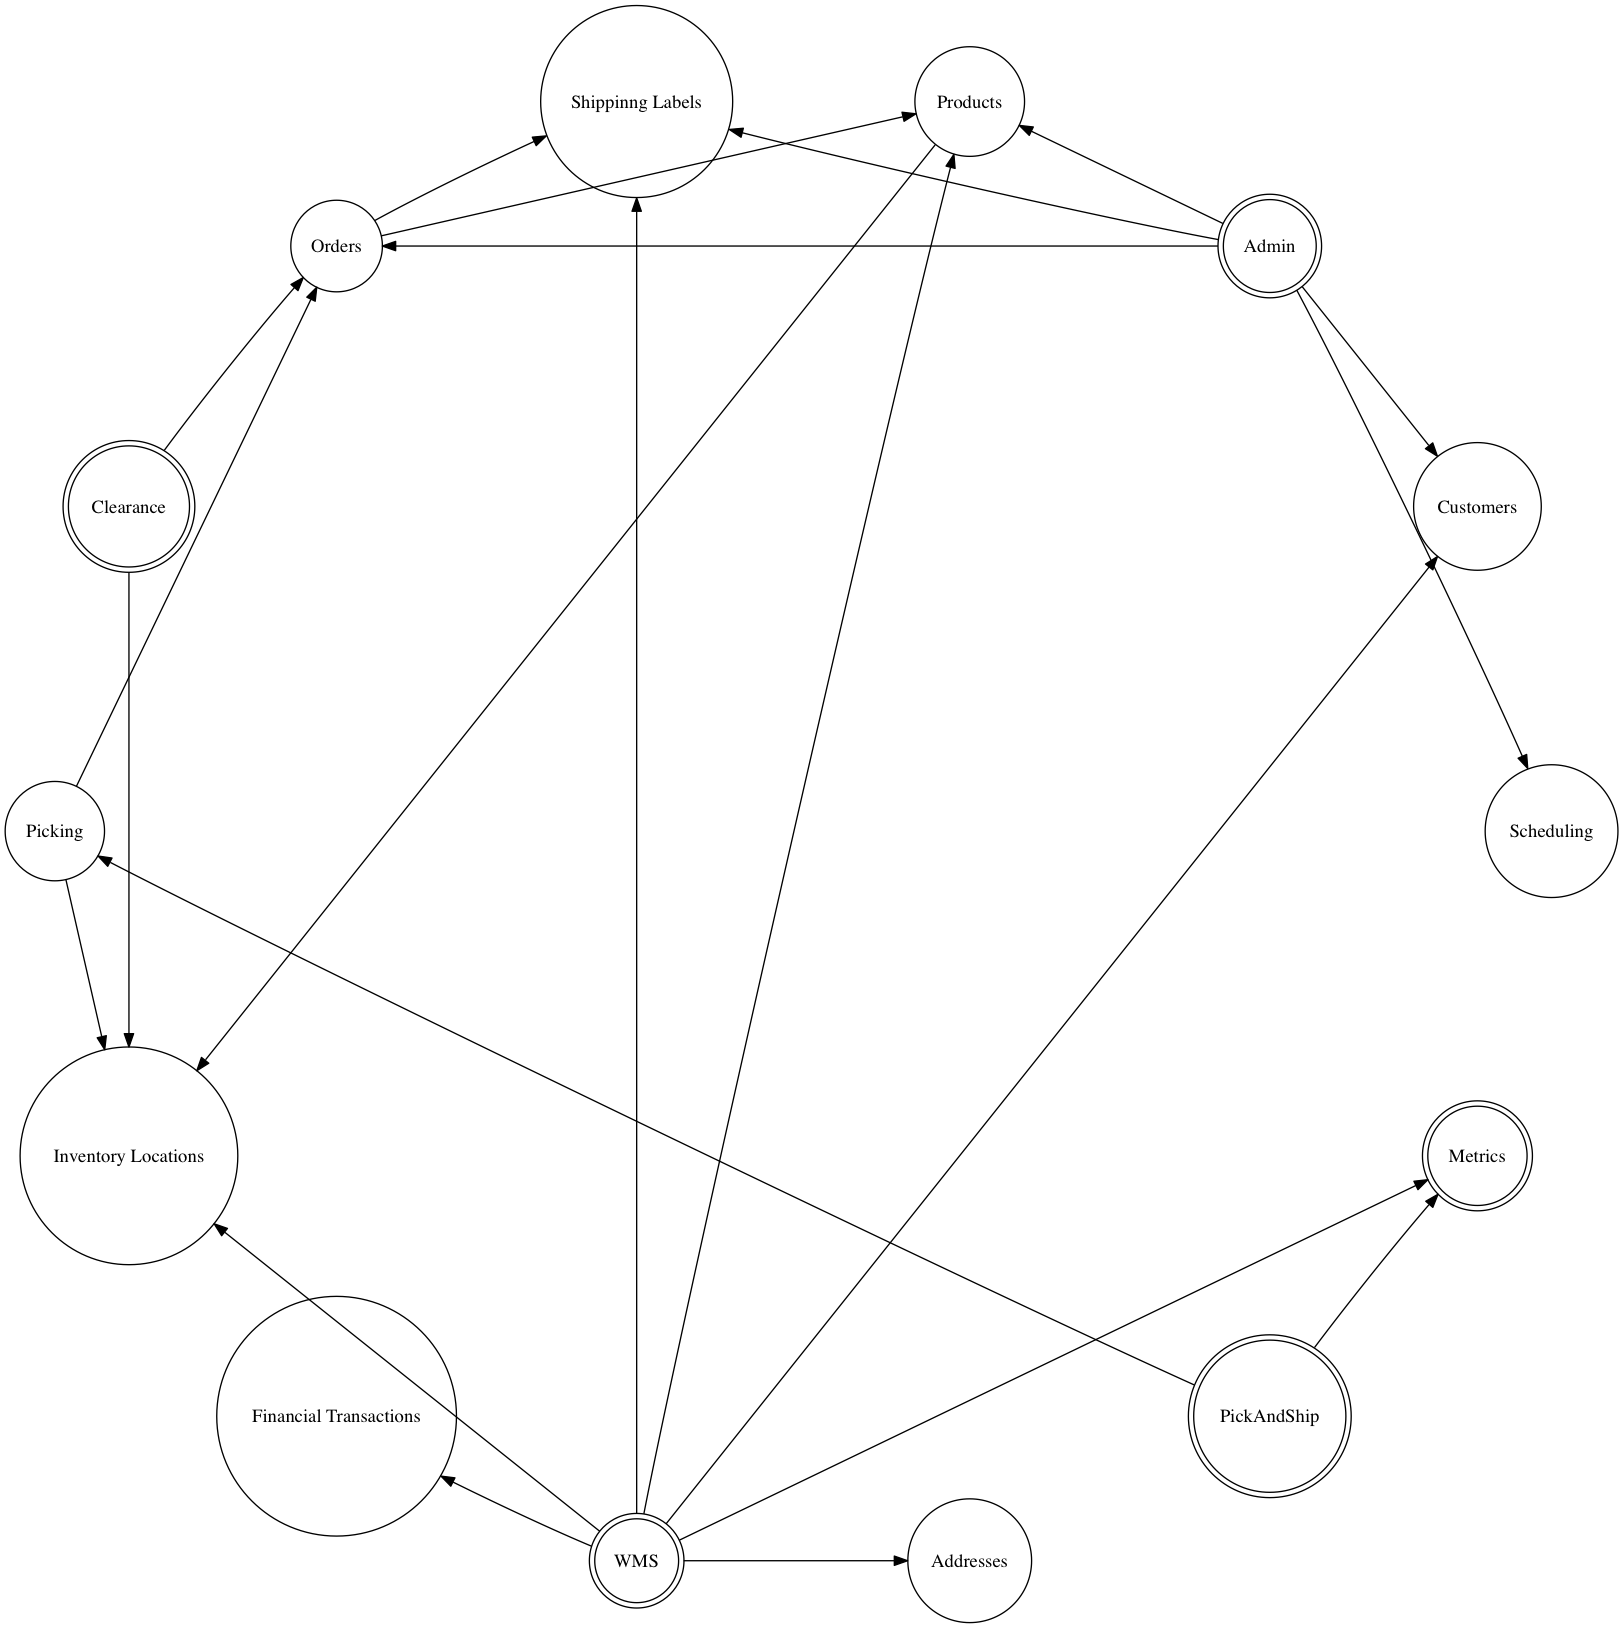 Shippinng Labels
Products
Orders
Admin
Clearance
Customers
Picking
Scheduling
Inventory Locations
Metrics
Financial Transactions
PickAndShip
WMS
Addresses